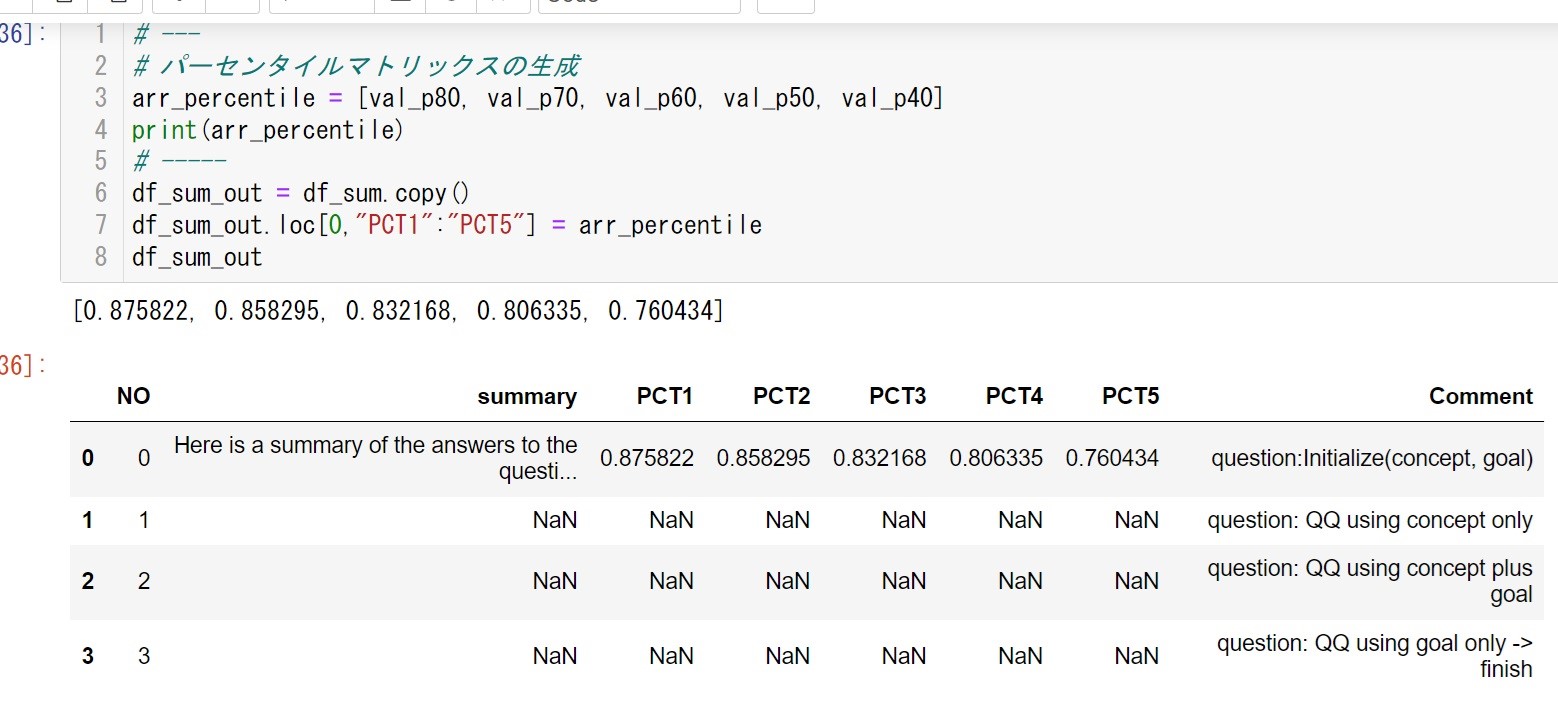 36]:
1 # ---
2 # パーセンタイルマトリックスの生成
3 arr_percentile = [val_p80, val_p70, val_p60, val_p50, val_p40]
4 print(arr_percentile)
5 # -----
6 df_sum_out = df_sum.copy()
7 df_sum_out.loc[0,"PCT1":"PCT5"] = arr_percentile
8 df_sum_out
[0.875822, 0.858295, 0.832168, 0.806335, 0.760434]
36]:
NO summary PCT1 PCT2 PCT3 PCT4 PCT5 Comment
0 0 Here is a summary of the answers to the
questi... 0.875822 0.858295 0.832168 0.806335 0.760434 question:Initialize(concept, goal)
1 1 NaN NaN NaN NaN NaN NaN question: QQ using concept only
2 2 NaN NaN NaN NaN NaN NaN question: QQ using concept plus
goal
3 3 NaN NaN NaN NaN NaN NaN question: QQ using goal only ->
finish